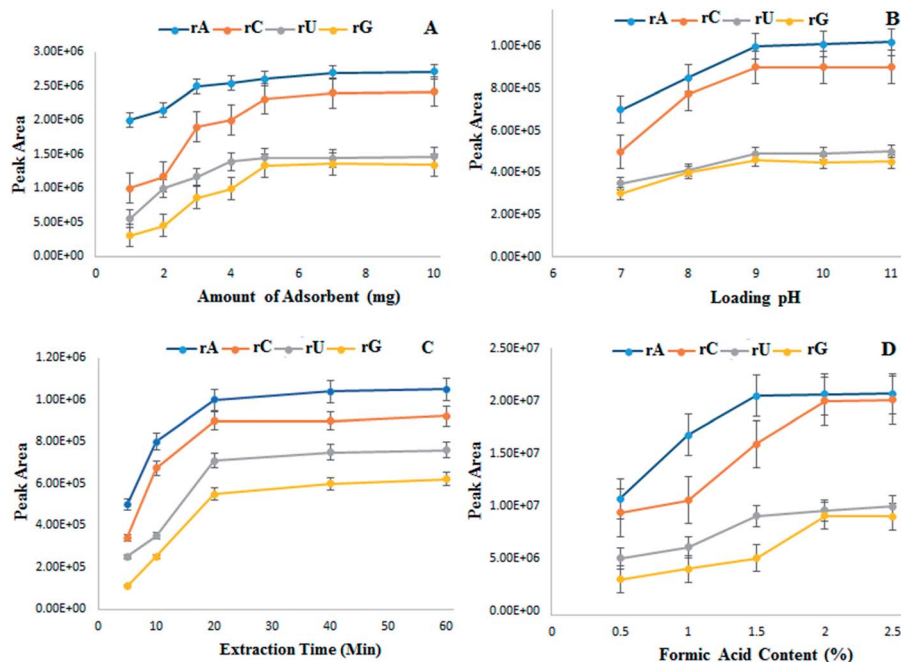 rA rC rU rG A
3.00E+06
2.50E+06
2.00E+06
1.50E+06
1.00E+06
5.00E+05
0.00E+00
Peak Area
0 2 4 6 8 10
Amount of Adsorbent (mg)
rA rC rU rG B
1.00E+06
8.00E+05
6.00E+05
4.00E+05
2.00E+05
0.00E+00
Peak Area
6 7 8 9 10 11
Loading pH
rA rC rU rG C
1.20E+06
1.00E+06
8.00E+05
6.00E+05
4.00E+05
2.00E+05
0.00E+00
Peak Area
0 10 20 30 40 50 60
Extraction Time (Min)
rA rC rU rG D
2.50E+07
2.00E+07
1.50E+07
1.00E+07
5.00E+06
0.00E+00
Peak Area
0 0.5 1 1.5 2 2.5
Formic Acid Content (%)